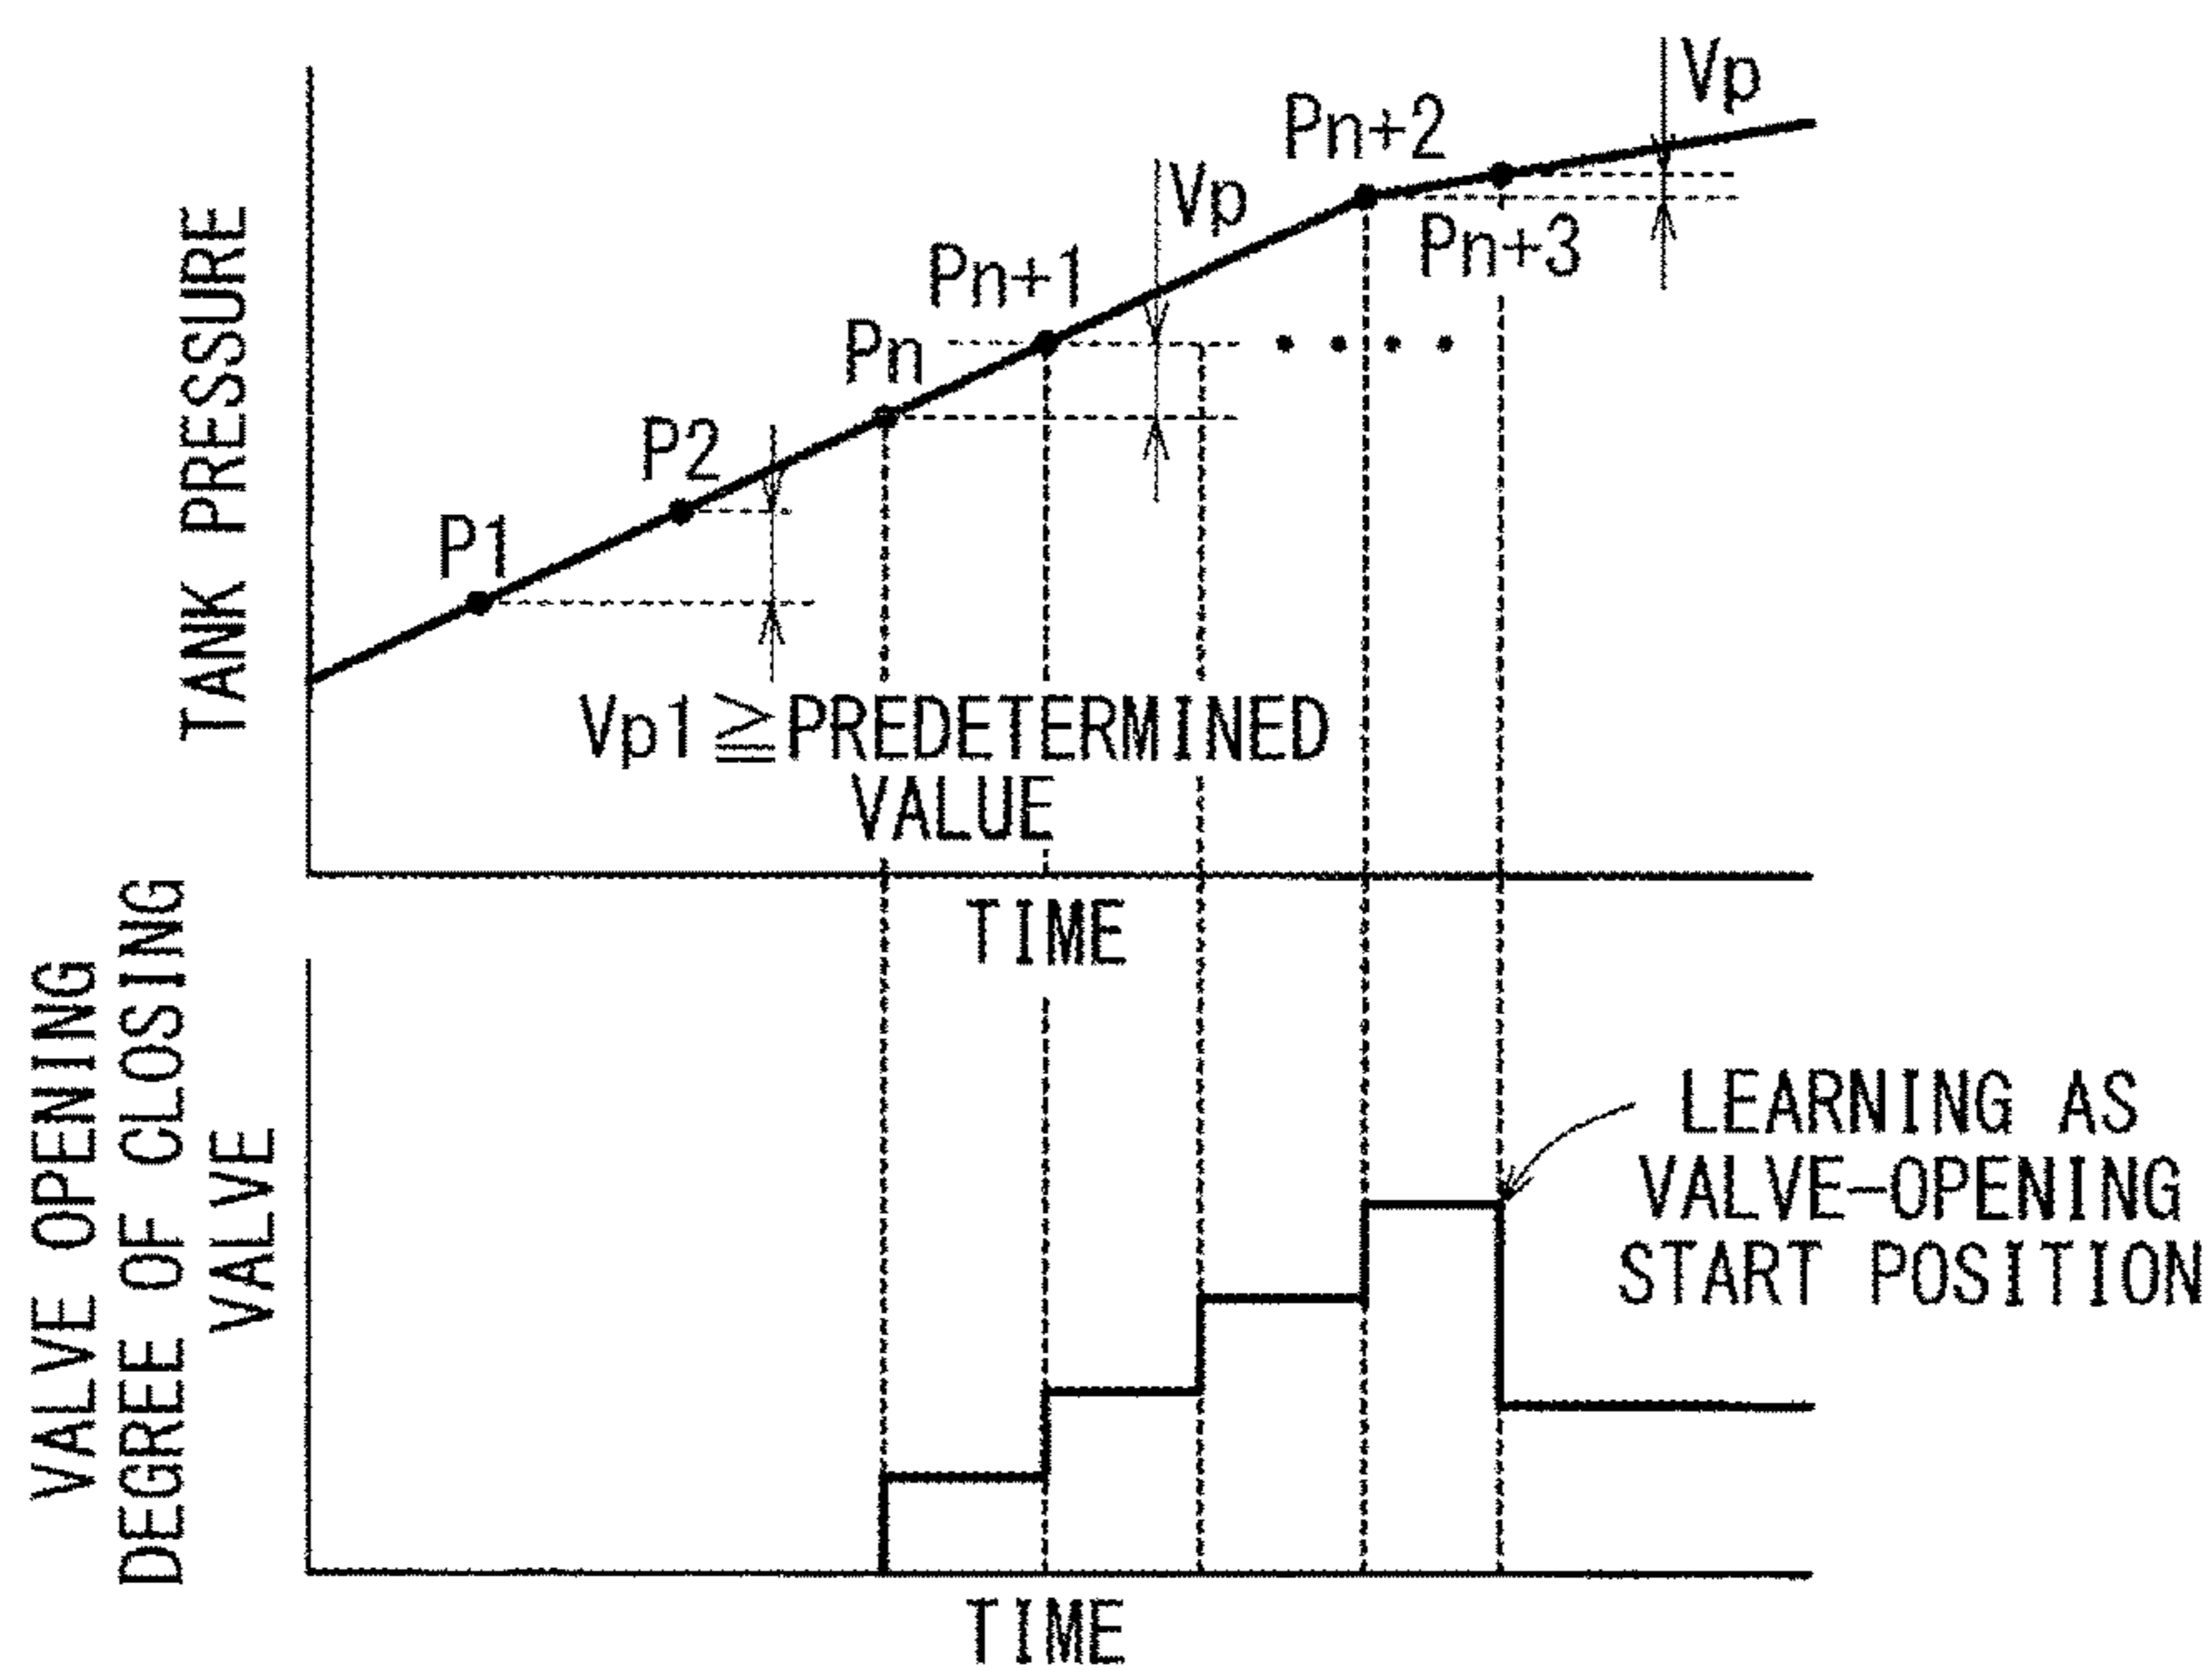 TANK PRESSURE
Vp
Pn+2
Vp
Pn+3
Pn+1
Pn
P2
P1
Vp1≧PREDETERMINED
VALUE
TIME
VALVE OPENING
DEGREE OF CLOSING
VALVE
LEARNING AS
VALVE-OPENING
START POSITION
TIME